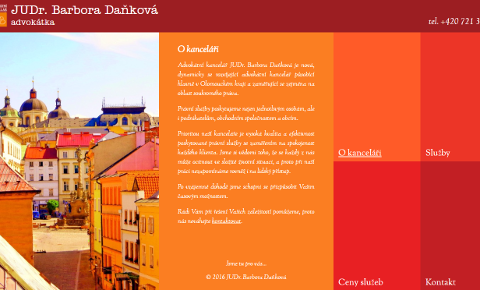 JUDr. Barbora Daňková
advokátka
tel. +420 721 3
O kanceláři
Advokátní kancelář JUDr. Barbora Daňková je nová,
dynamicky se rozvíjející advokátní kancelář působící
hlavně v Olomouckém kraji a zaměřující se zejména na
oblast soukromého práva.
Právní služby poskytujeme nejen jednotlivým osobám, ale
i podnikatelům, obchodním společnostem a obcím.
Prioritou naší kanceláře je vysoká kvalita a efektivnost
poskytované právní služby se zaměřením na spokojenost
každého klienta. Jsme si vědomi toho, že se každý z nás
může ocitnout ve složité životní situaci, a proto při naší
práci nezapomínáme rovněž i na lidský přístup.
Po vzájemné dohodě jsme schopni se přizpůsobit Vašim
časovým možnostem.
Rádi Vám při řešení Vašich záležitostí pomůžeme, proto
nás neváhejte kontaktovat.
Jsme tu pro vás...
© 2016 JUDr. Barbora Daňková
O kanceláři
Služby
Ceny služeb
Kontakt